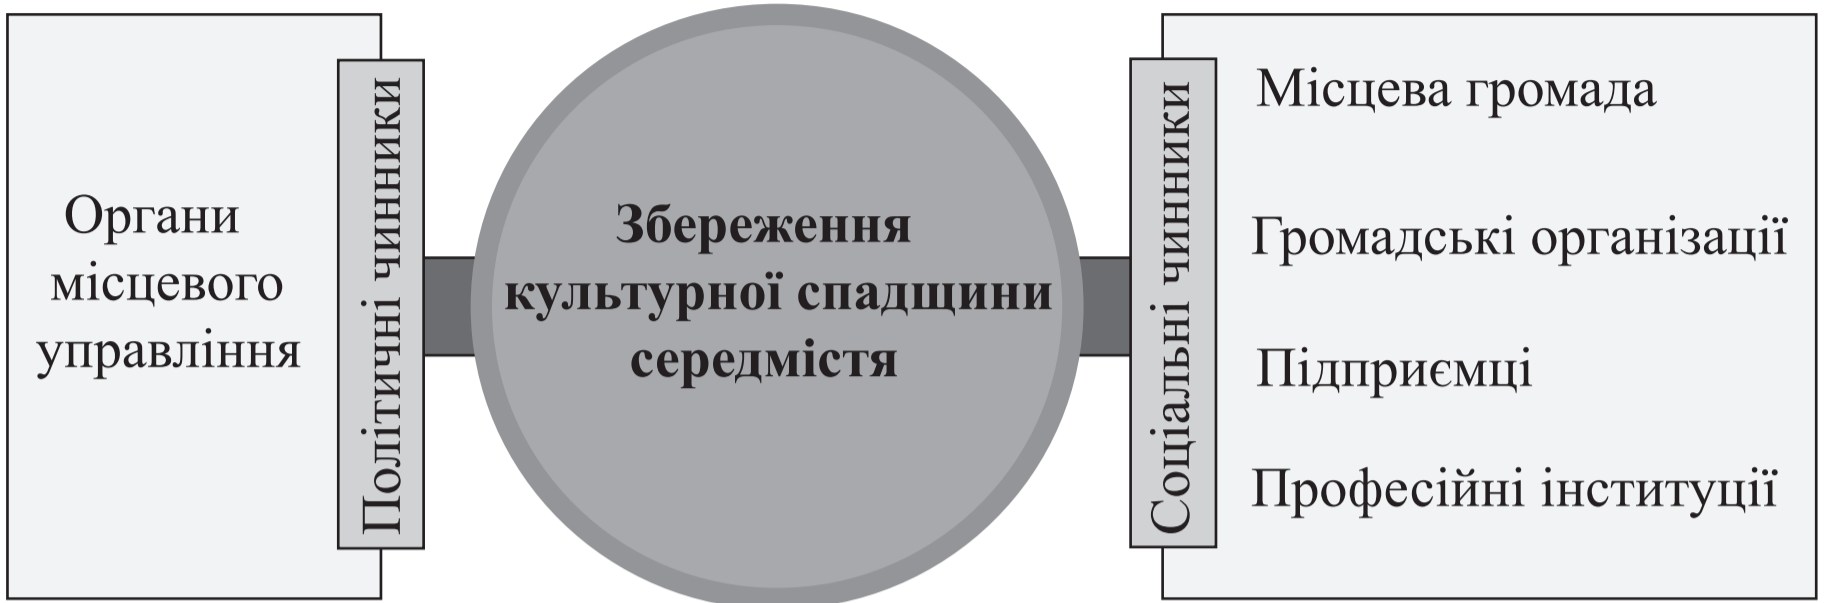 Органи
місцевого
управління
Політичні чинники
Збереження
культурної спадщини
середмістя
Соціальні чинники
Місцева громада
Громадські організації
Підприємці
Професійні інституції